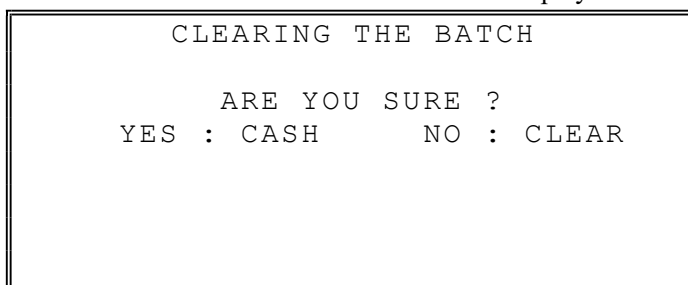 CLEARING THE BATCH
ARE YOU SURE ?
YES : CASH NO : CLEAR